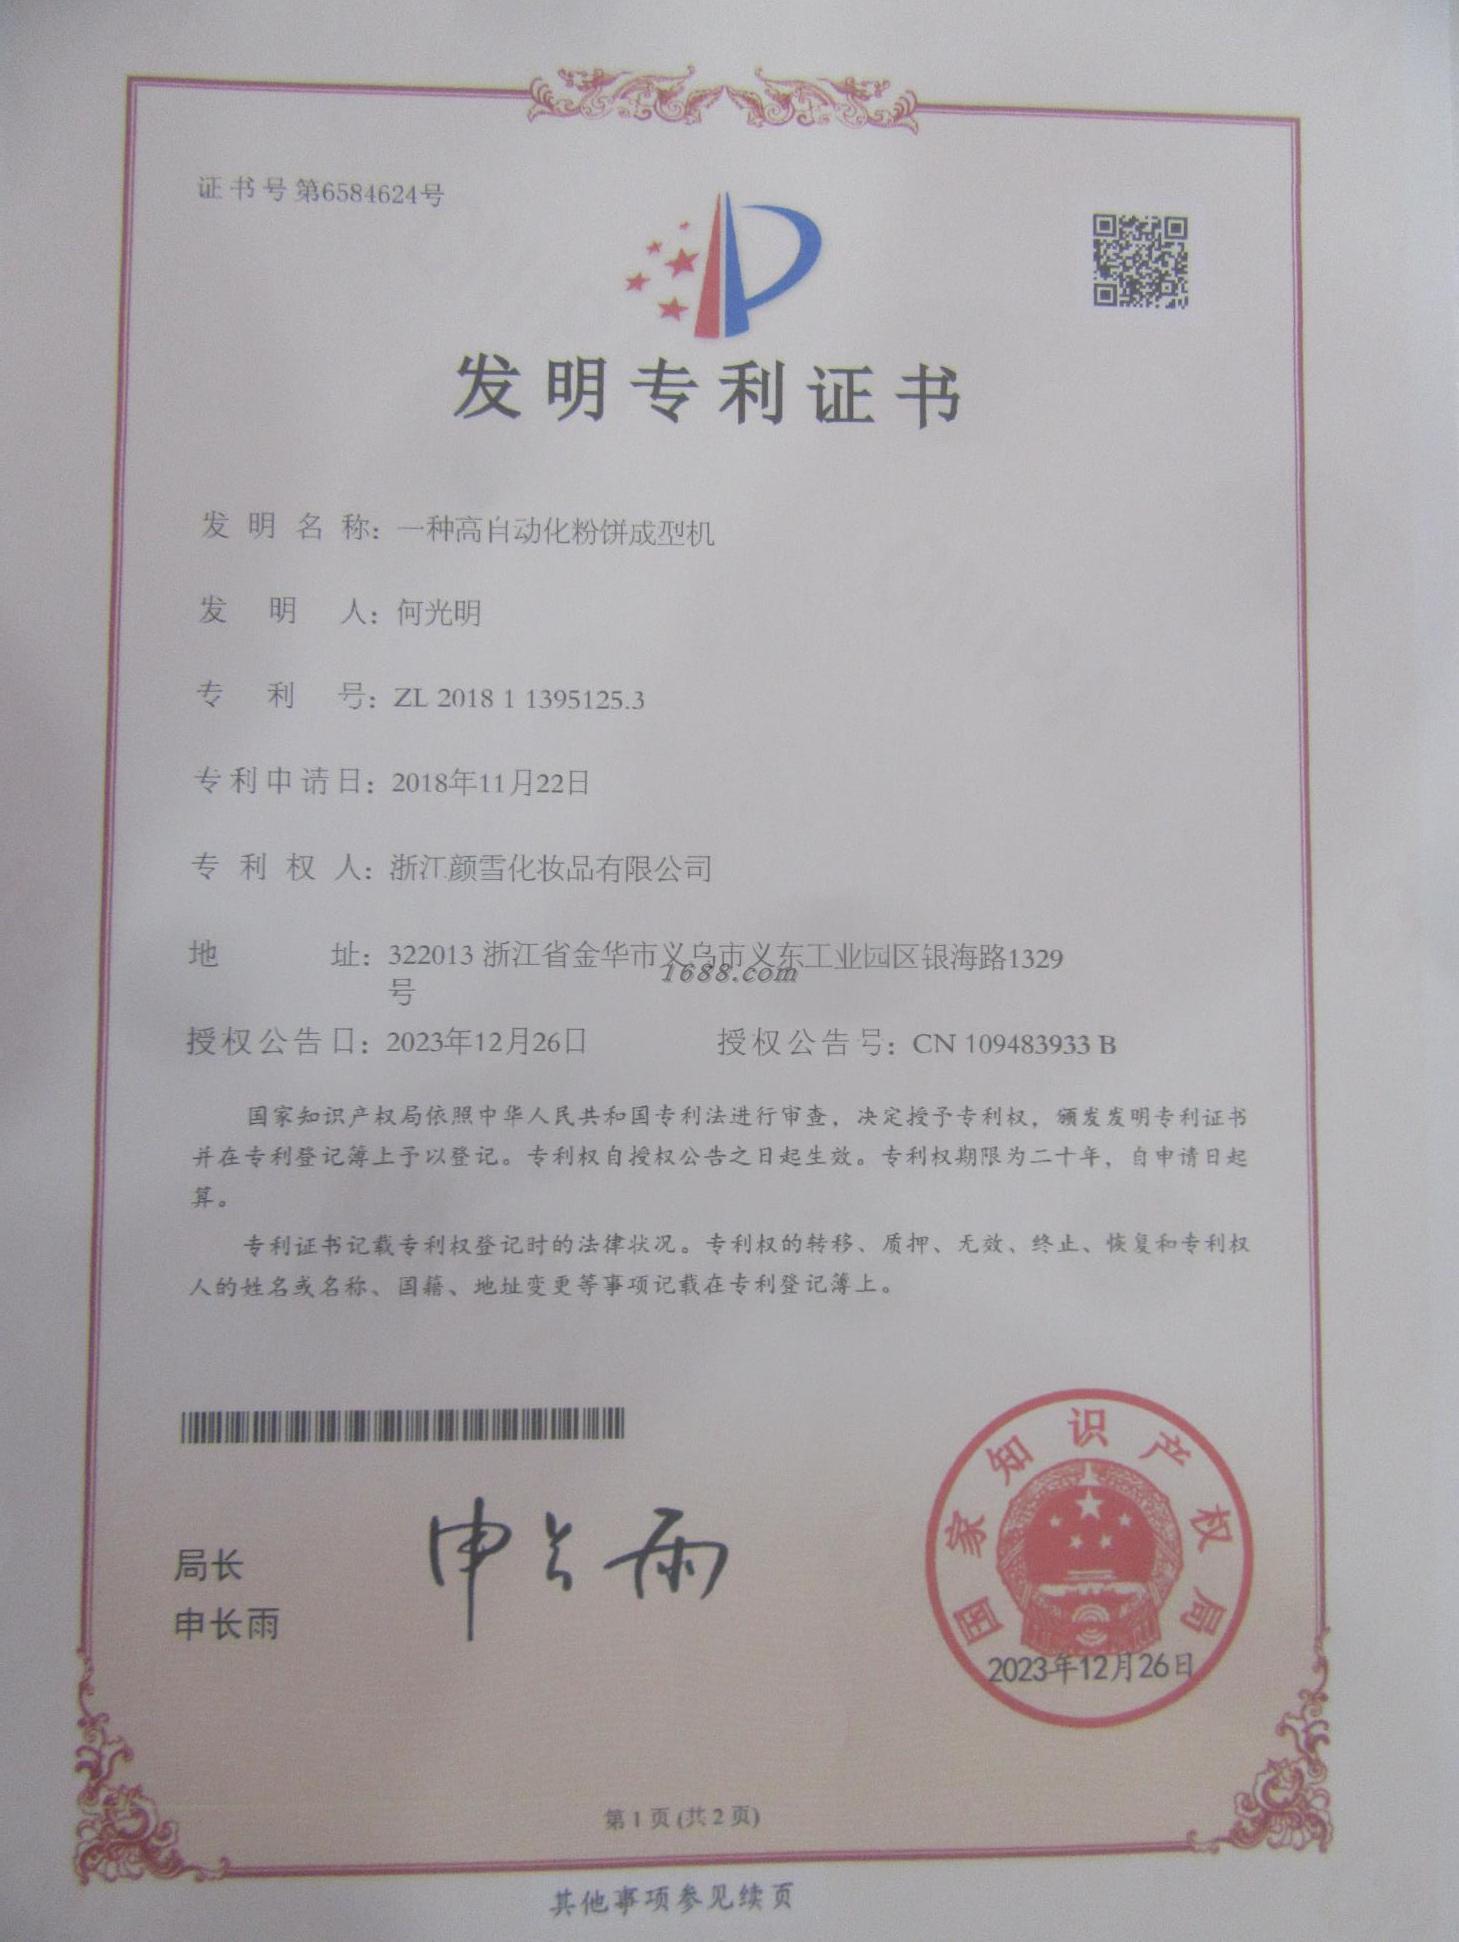 证书号第6584624号
发明专利证书
发明名称：一种高自动化粉饼成型机
发明人：何光明
专利号：ZL 2018 1 1395125.3
专利申请日：2018年11月22日
专利权人：浙江颜雪化妆品有限公司
地址：322013 浙江省金华市义乌市义东工业园区银海路1329
号
1688.com
授权公告日：2023年12月26日 授权公告号：CN 109483933 B
国家知识产权局依照中华人民共和国专利法进行审查，决定授予专利权，颁发发明专利证书
并在专利登记簿上予以登记。专利权自授权公告之日起生效。专利权期限为二十年，自申请日起
算。
专利证书记载专利权登记时的法律状况。专利权的转移、质押、无效、终止、恢复和专利权
人的姓名或名称、国籍、地址变更等事项记载在专利登记簿上。
局长
申长雨
申长雨
国家知识产权局
2023年12月26日
第1页(共2页)
其他事项参见续页